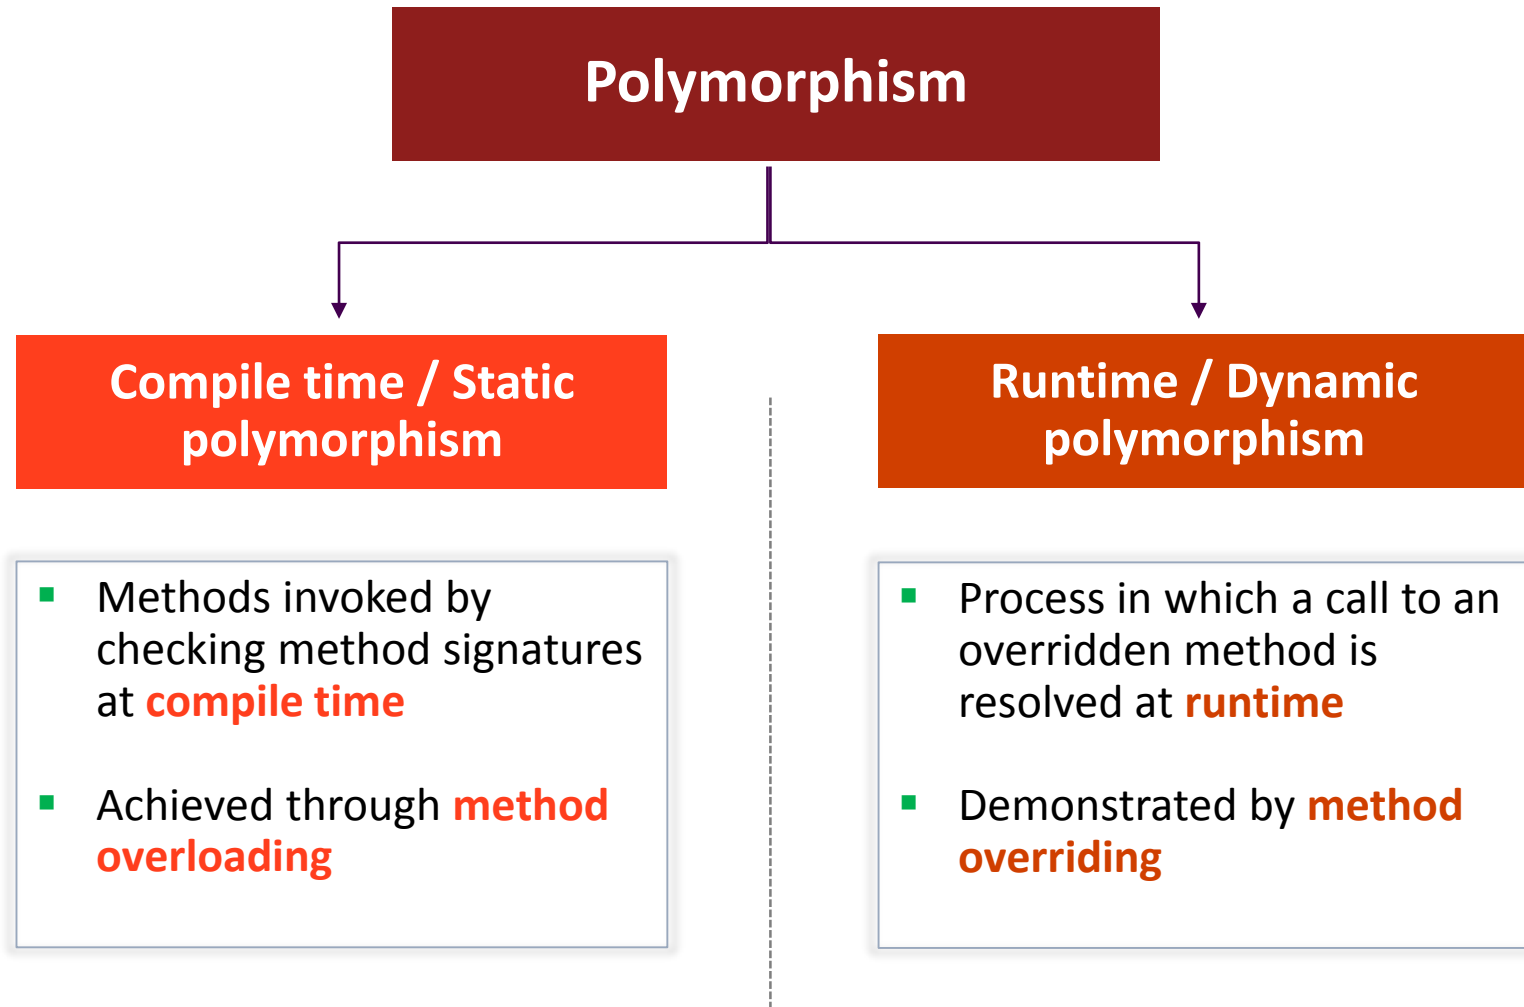 Polymorphism
Compile time / Static
polymorphism
Methods invoked by
checking method signatures
at compile time
Achieved through method
overloading
Runtime / Dynamic
polymorphism
Process in which a call to an
overridden method is
resolved at runtime
Demonstrated by method
overriding